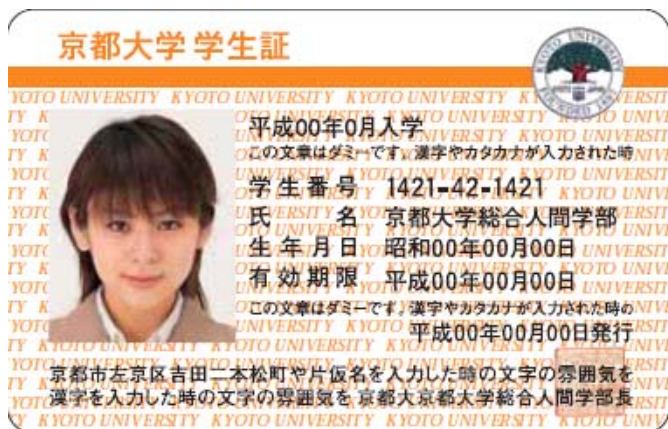 京都大学 学生証
平成00年0月入学
この文章はダミーです。漢字やカタカナが入力された時
学生番号 1421-42-1421
氏名 京都大学総合人間学部
生年月日 昭和00年00月00日
有効期限 平成00年00月00日
この文章はダミーです。漢字やカタカナが入力された時の
平成00年00月00日発行
京都市左京区吉田二本松町や片仮名を入力した時の文字の雰囲気を
漢字を入力した時の文字の雰囲気を 京都大京都大学総合人間学部長
KYOTO UNIVERSITY